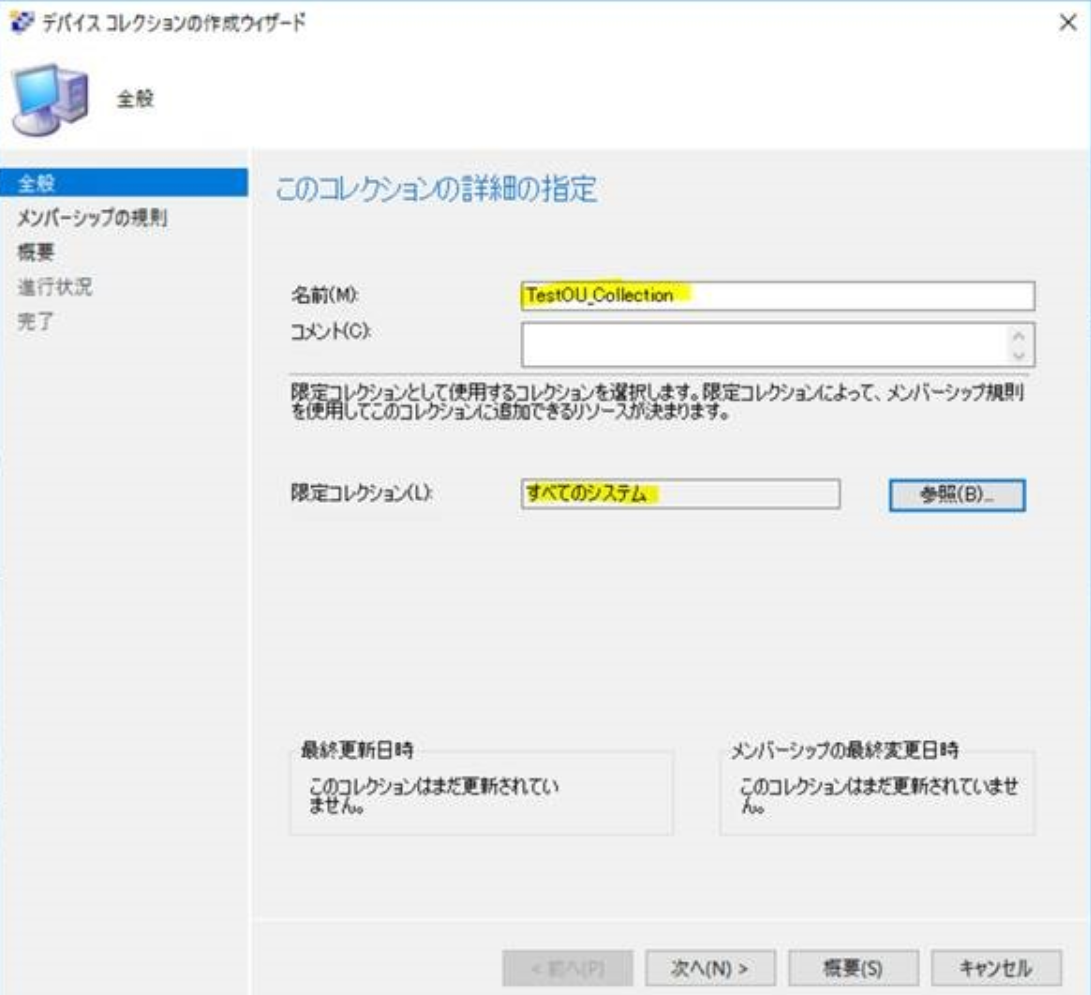 デバイス コレクションの作成ウィザード
全般
全般
メンバーシップの規則
概要
進行状況
完了
このコレクションの詳細の指定
名前(M):
TestOU_Collection
コメント(C):
限定コレクションとして使用するコレクションを選択します。限定コレクションによって、メンバーシップ規則
を使用してこのコレクションに追加できるリソースが決まります。
限定コレクション(L):
すべてのシステム
参照(B)...
最終更新日時
このコレクションはまだ更新されてい
ません。
メンバーシップの最終変更日時
このコレクションはまだ更新されていませ
ん。
< 前へ(P)
次へ(N) >
概要(S)
キャンセル